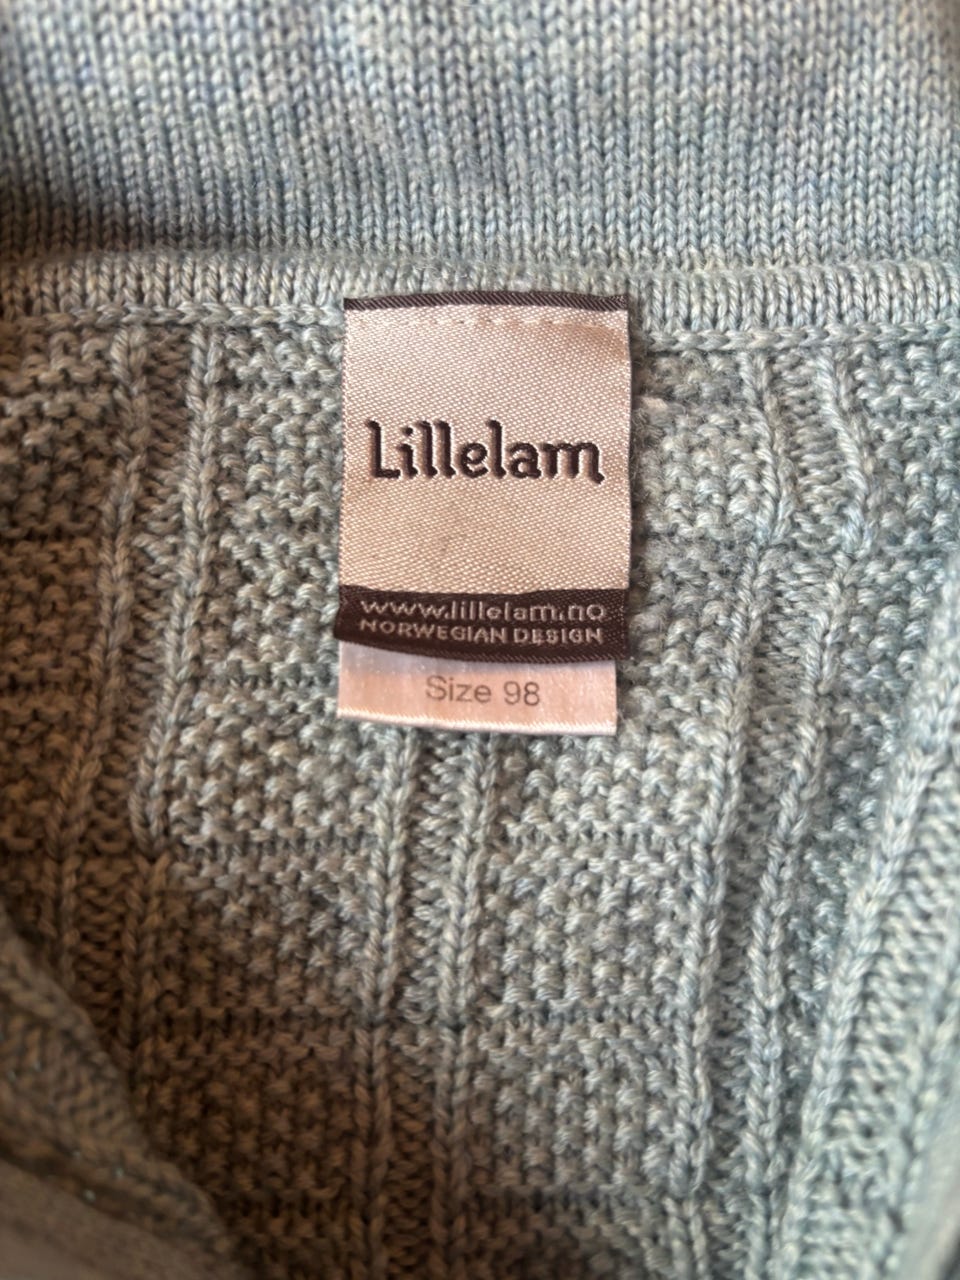 Lillelam
www.lillelam.no
NORWEGIAN DESIGN
Size 98